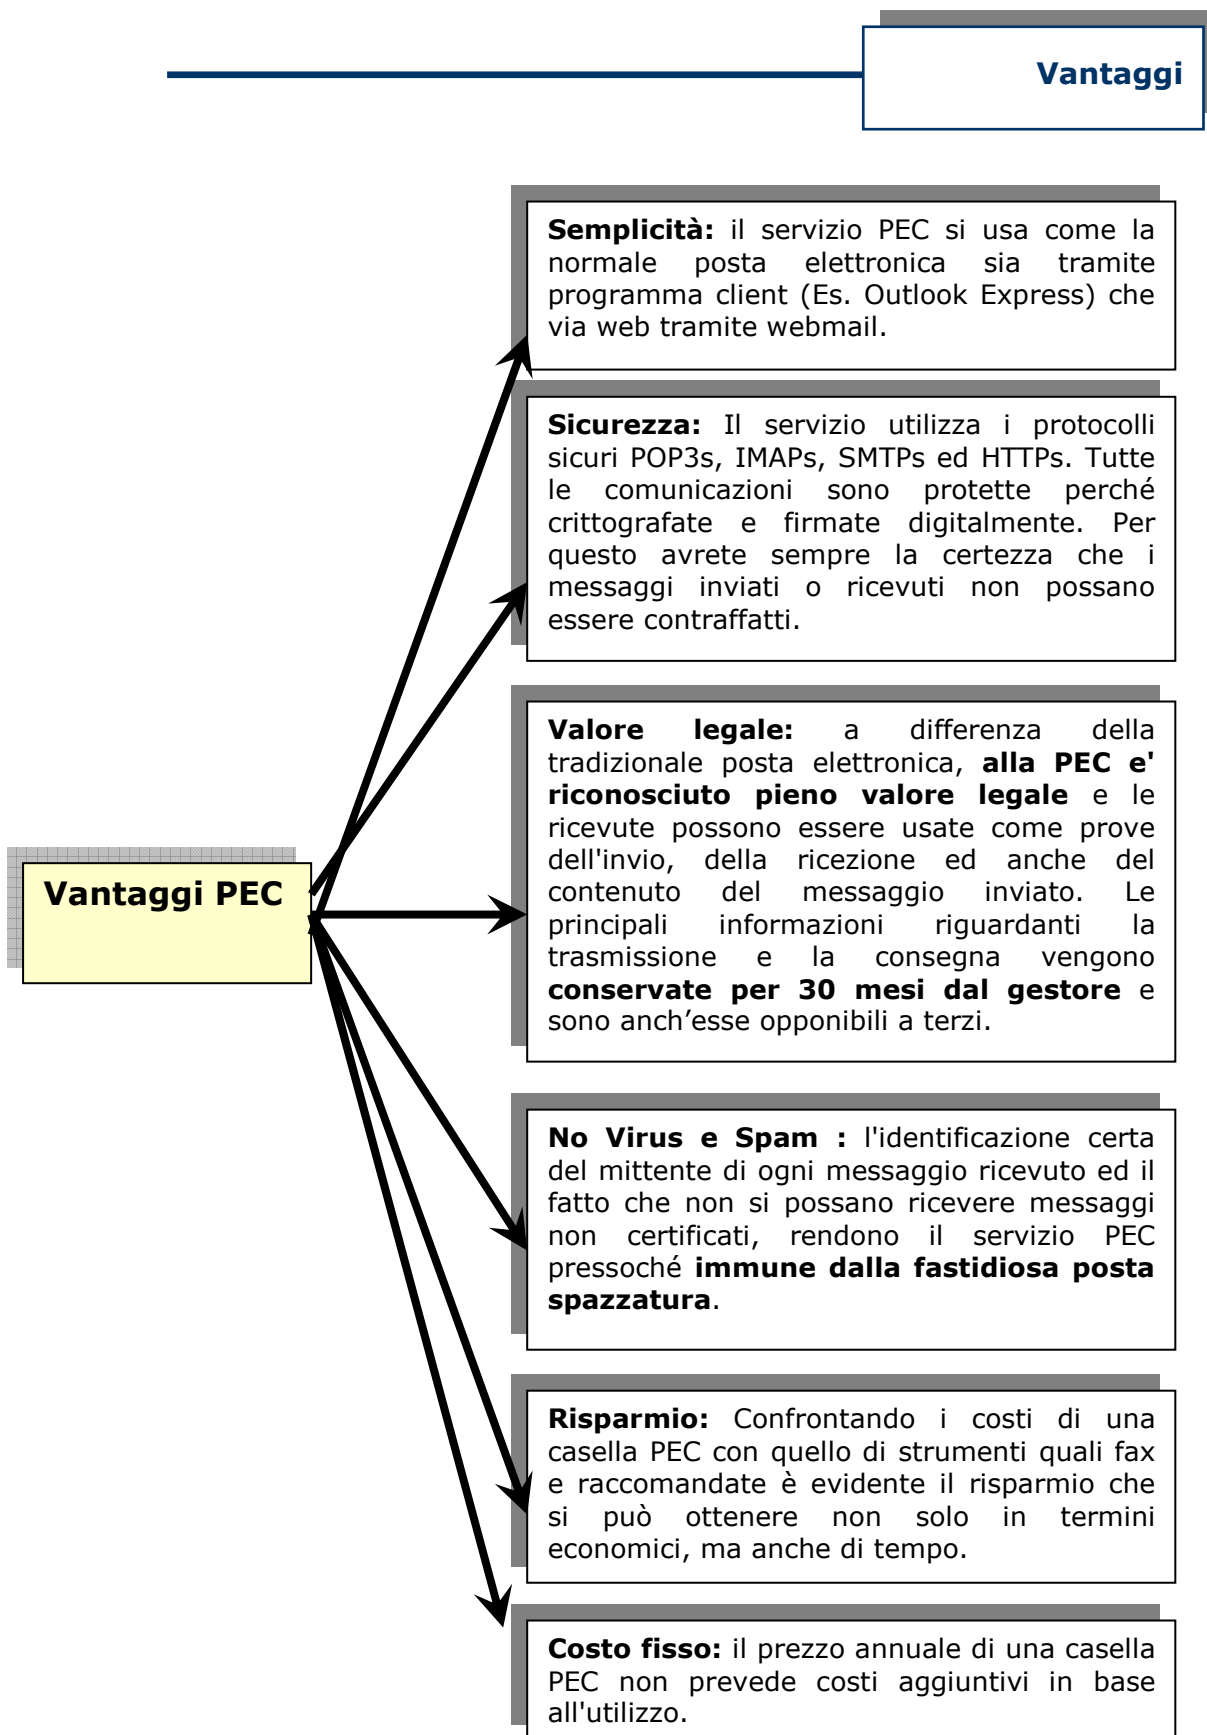 Vantaggi
Semplicità: il servizio PEC si usa come la
normale posta elettronica sia tramite
programma client (Es. Outlook Express) che
via web tramite webmail.
Sicurezza: Il servizio utilizza i protocolli
sicuri POP3s, IMAPs, SMTPs ed HTTPs. Tutte
le comunicazioni sono protette perché
crittografate e firmate digitalmente. Per
questo avrete sempre la certezza che i
messaggi inviati o ricevuti non possano
essere contraffatti.
Valore legale: a differenza della
tradizionale posta elettronica, alla PEC e'
riconosciuto pieno valore legale e le
ricevute possono essere usate come prove
dell'invio, della ricezione ed anche del
contenuto del messaggio inviato. Le
principali informazioni riguardanti la
trasmissione e la consegna vengono
conservate per 30 mesi dal gestore e
sono anch’esse opponibili a terzi.
Vantaggi PEC
No Virus e Spam : l'identificazione certa
del mittente di ogni messaggio ricevuto ed il
fatto che non si possano ricevere messaggi
non certificati, rendono il servizio PEC
pressoché immune dalla fastidiosa posta
spazzatura.
Risparmio: Confrontando i costi di una
casella PEC con quello di strumenti quali fax
e raccomandate è evidente il risparmio che
si può ottenere non solo in termini
economici, ma anche di tempo.
Costo fisso: il prezzo annuale di una casella
PEC non prevede costi aggiuntivi in base
all'utilizzo.